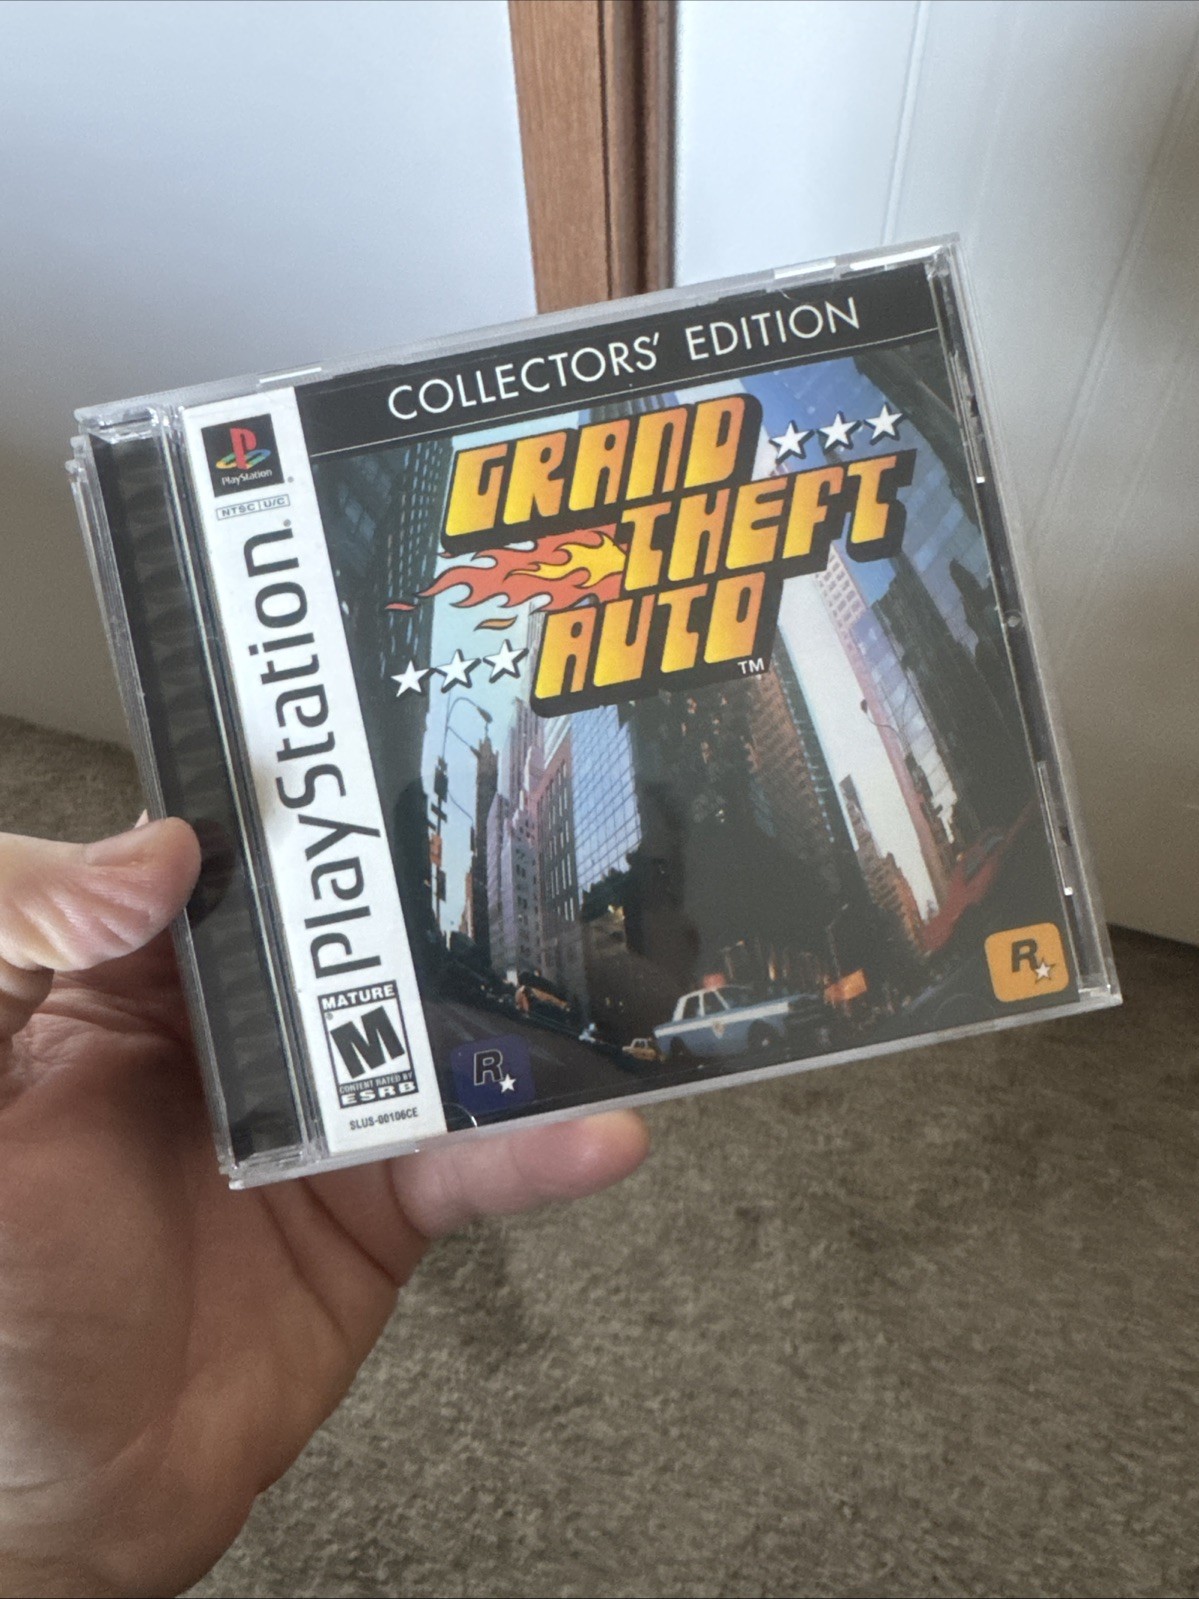 COLLECTORS' EDITION
PlayStation
NTSC U/C
PlayStation
GRAND
THEFT
AUTO
TM
MATURE
M
CONTENT RATED BY
ESRB
SLUS-00106CE
R
R